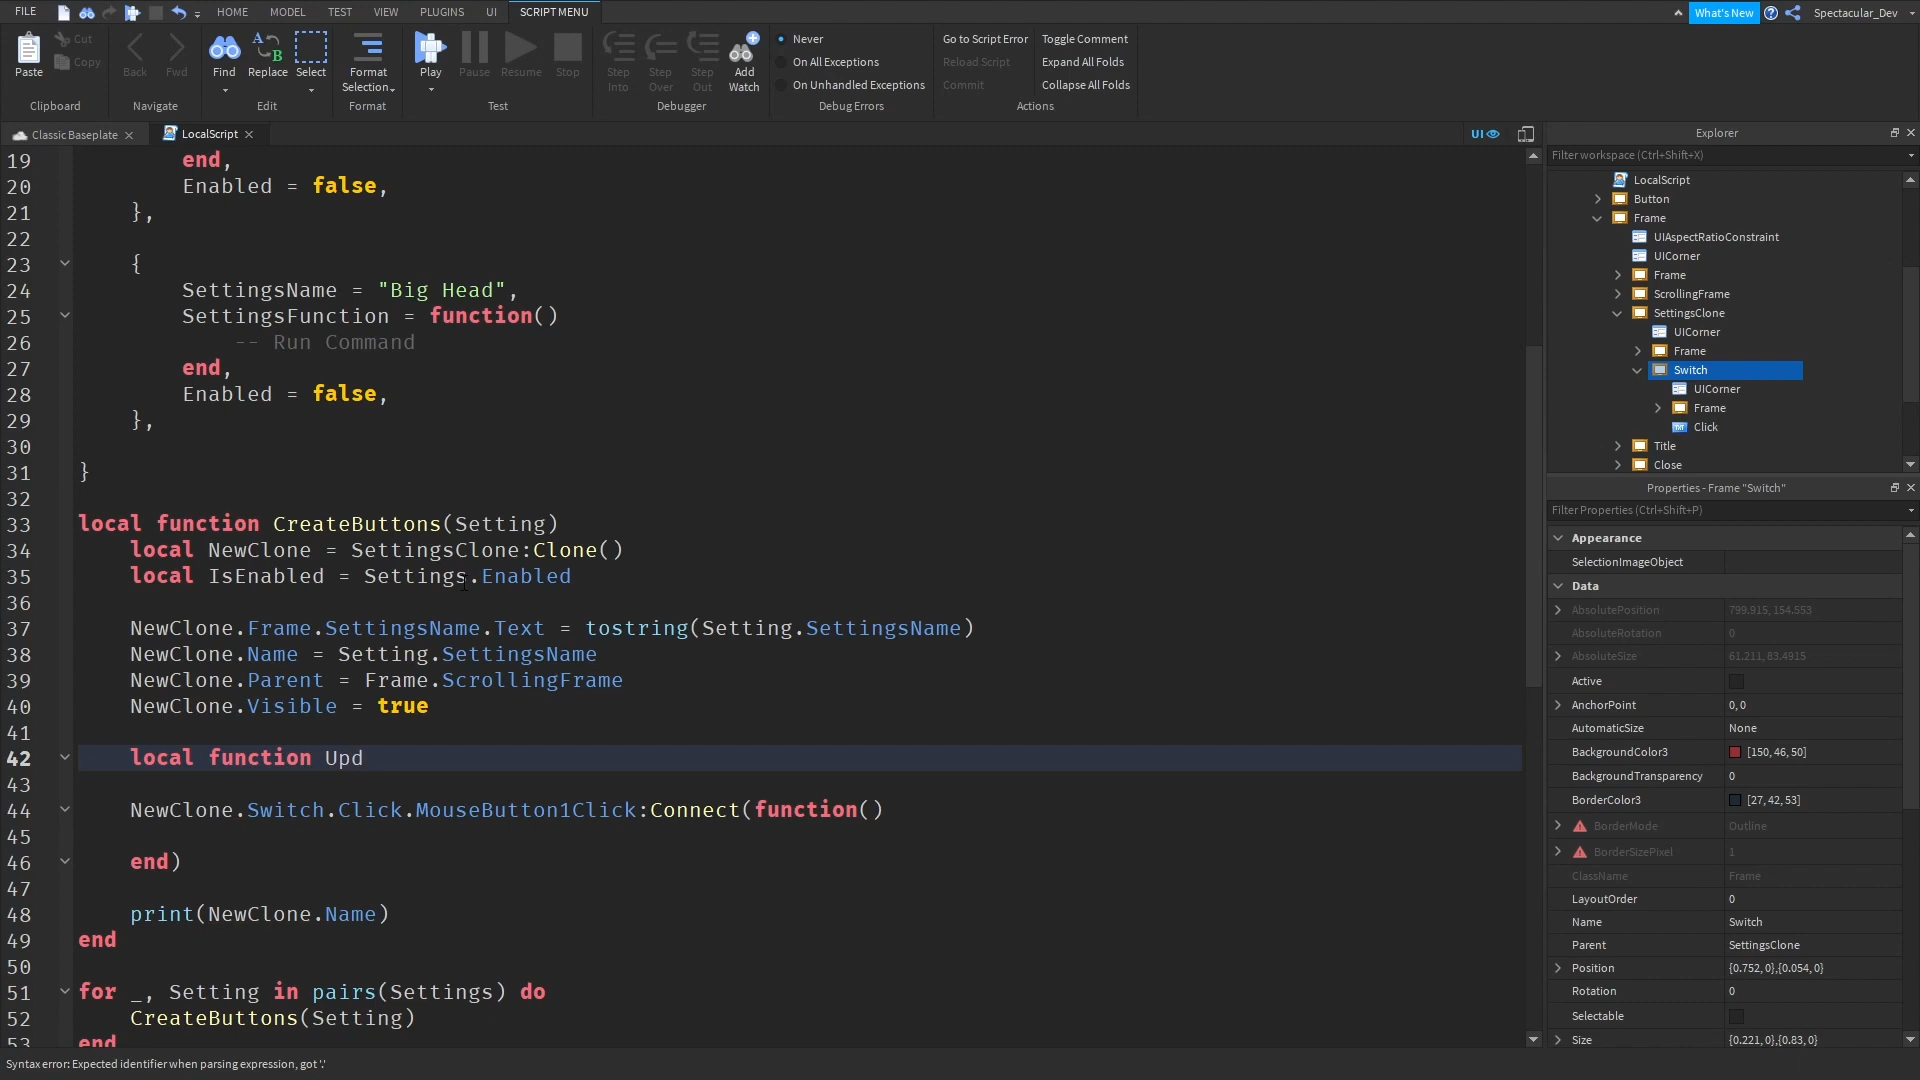 FILE HOME MODEL TEST VIEW PLUGINS UI SCRIPT MENU What's New Spectacular_Dev
Paste Cut Copy Back Fwd Find Replace Select Format Selection Play Pause Resume Stop Step Into Step Over Step Out Add Watch
Never
On All Exceptions
On Unhandled Exceptions
Go to Script Error Toggle Comment
Reload Script Expand All Folds
Commit Collapse All Folds
Clipboard Navigate Edit Format Test Debugger Debug Errors Actions
Classic Baseplate LocalScript UI
19 end,
20 Enabled = false,
21 },
22
23 {
24 SettingsName = "Big Head",
25 SettingsFunction = function()
26 -- Run Command
27 end,
28 Enabled = false,
29 },
30
31 }
32
33 local function CreateButtons(Setting)
34 local NewClone = SettingsClone:Clone()
35 local IsEnabled = Settings.Enabled
36
37 NewClone.Frame.SettingsName.Text = tostring(Setting.SettingsName)
38 NewClone.Name = Setting.SettingsName
39 NewClone.Parent = Frame.ScrollingFrame
40 NewClone.Visible = true
41
42 local function Upd
43
44 NewClone.Switch.Click.MouseButton1Click:Connect(function()
45
46 end)
47
48 print(NewClone.Name)
49 end
50
51 for _, Setting in pairs(Settings) do
52 CreateButtons(Setting)
53 end
Syntax error: Expected identifier when parsing expression, got '.'
Explorer
Filter workspace (Ctrl+Shift+X)
LocalScript
Button
Frame
UIAspectRatioConstraint
UICorner
Frame
ScrollingFrame
SettingsClone
UICorner
Frame
Switch
UICorner
Frame
TXT Click
Title
Close
Properties - Frame "Switch"
Filter Properties (Ctrl+Shift+P)
Appearance
SelectionImageObject
Data
AbsolutePosition 799.915, 154.553
AbsoluteRotation 0
AbsoluteSize 61.211, 83.4915
Active
AnchorPoint 0, 0
AutomaticSize None
BackgroundColor3 [150, 46, 50]
BackgroundTransparency 0
BorderColor3 [27, 42, 53]
BorderMode Outline
BorderSizePixel 1
ClassName Frame
LayoutOrder 0
Name Switch
Parent SettingsClone
Position {0.752, 0},{0.054, 0}
Rotation 0
Selectable
Size {0.221, 0},{0.83, 0}